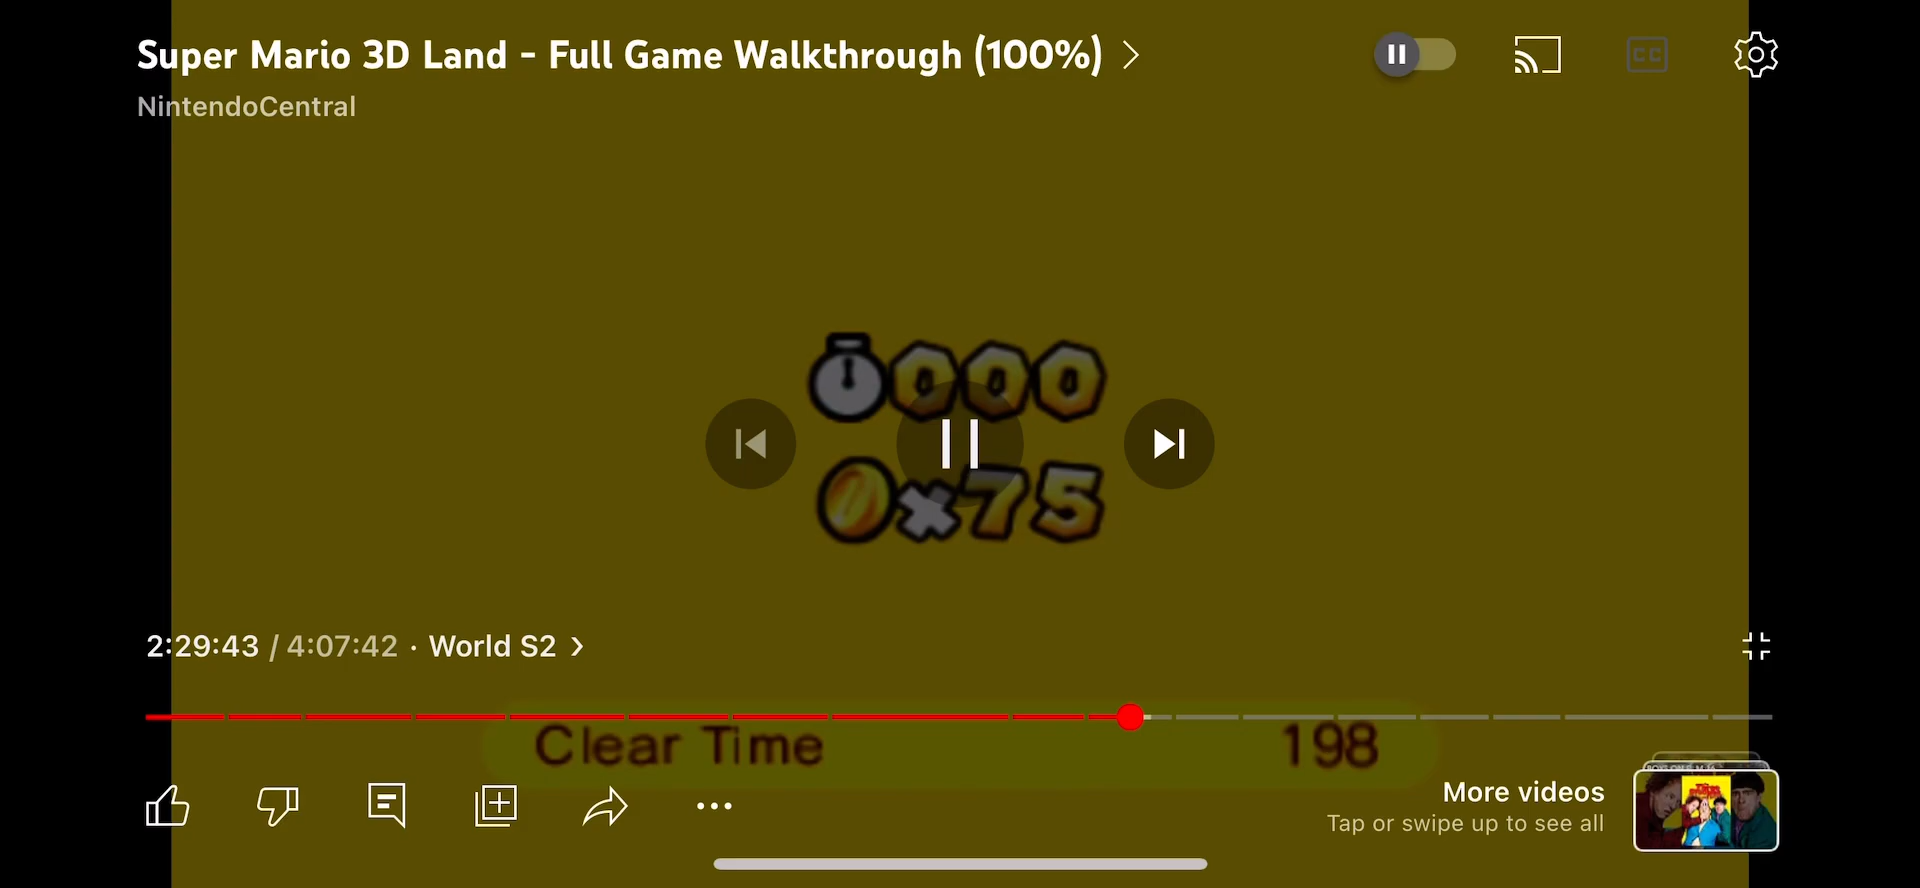 Super Mario 3D Land - Full Game Walkthrough (100%)
CC
NintendoCentral
000
×75
2:29:43 / 4:07:42 · World S2
Clear Time 198
More videos
Tap or swipe up to see all